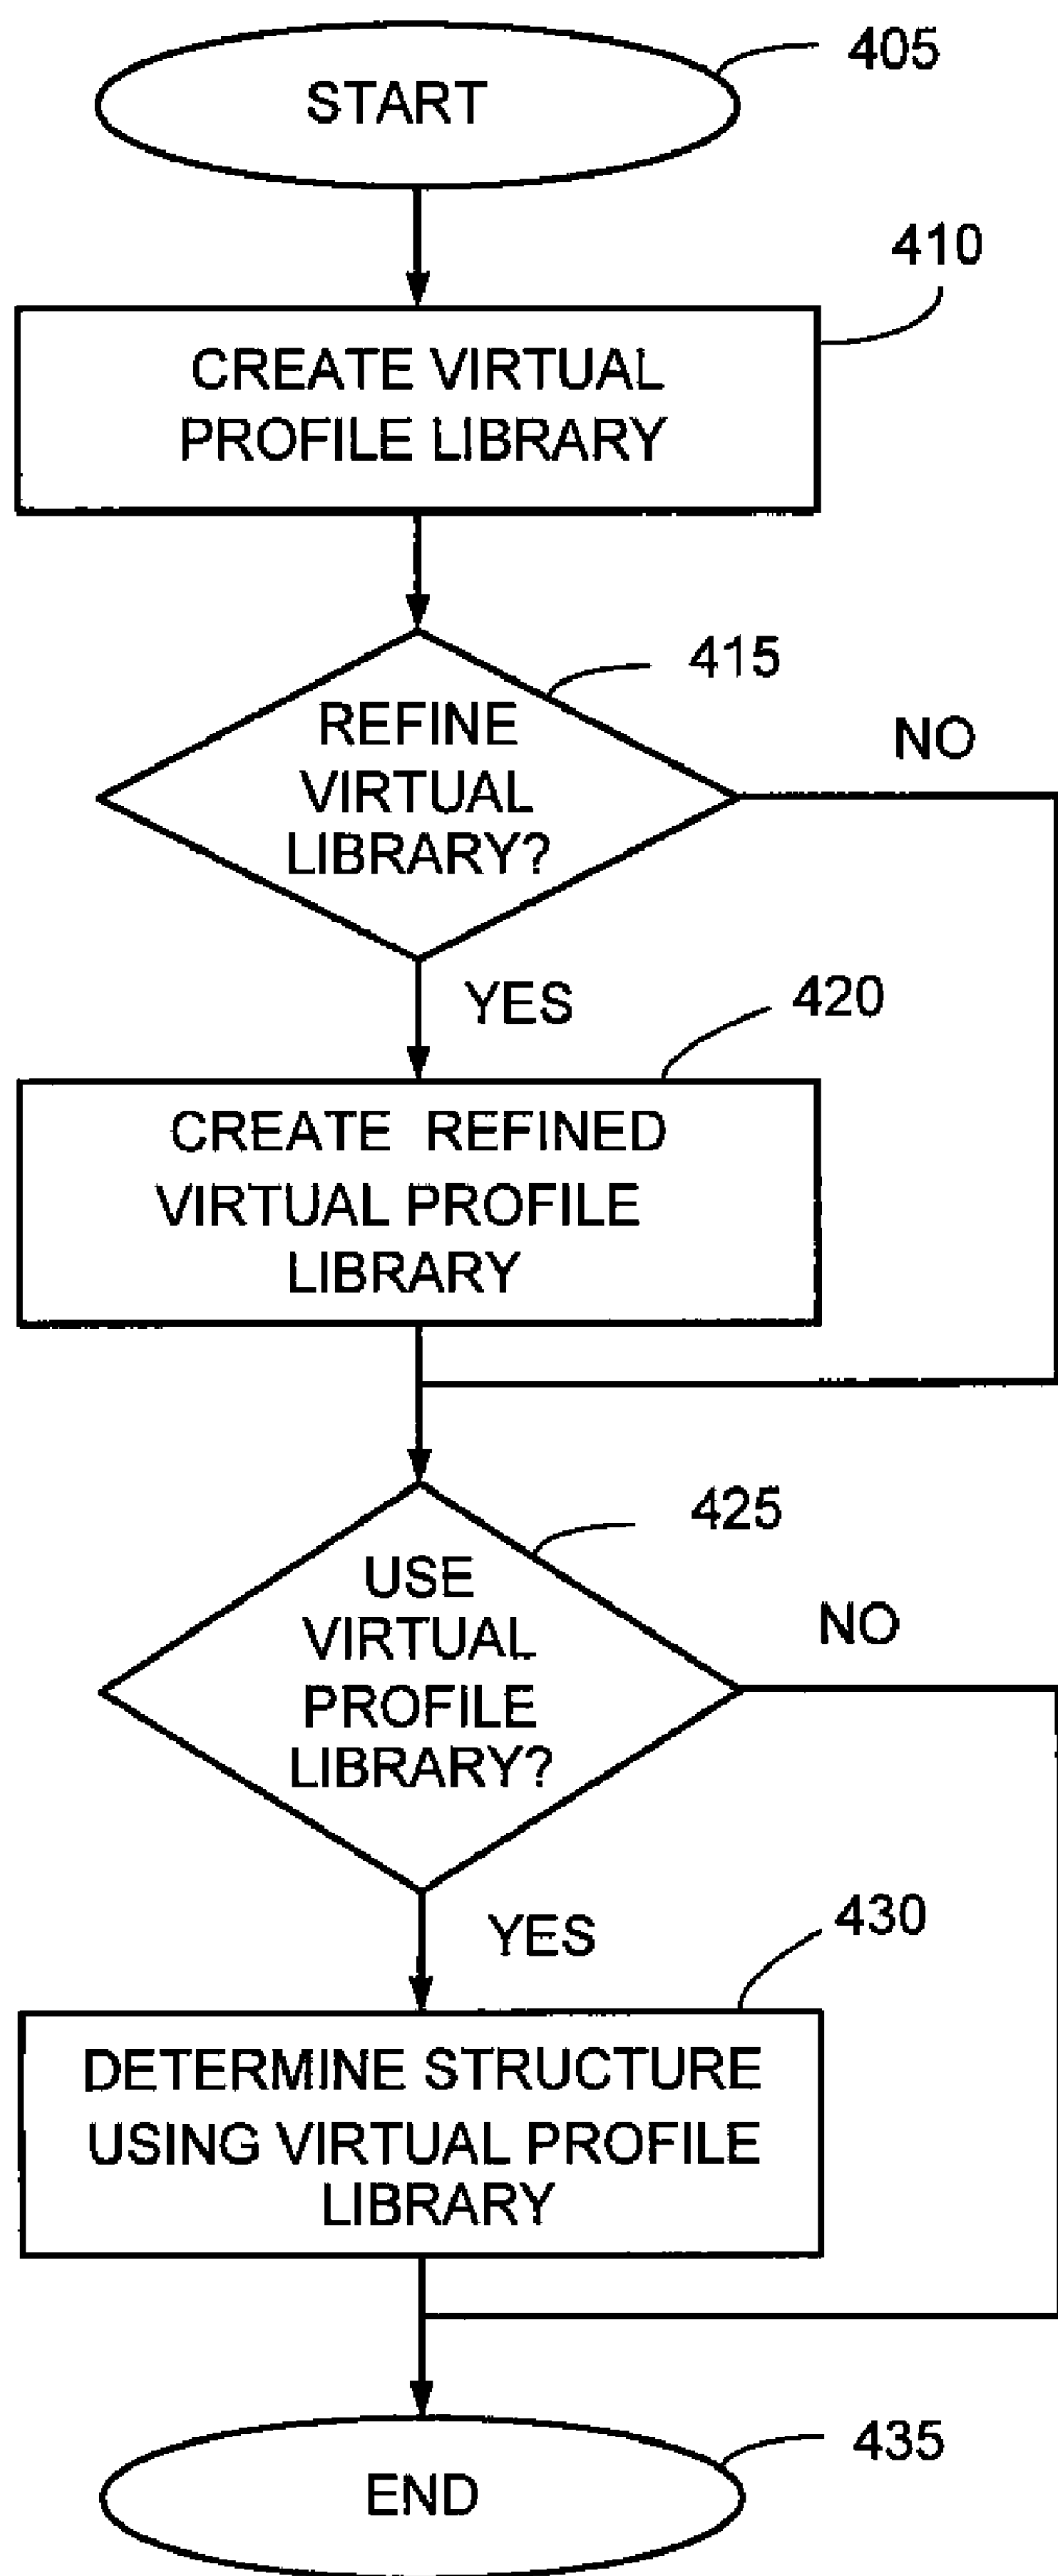 START
405
410
CREATE VIRTUAL
PROFILE LIBRARY
415
REFINE
VIRTUAL
LIBRARY?
NO
YES
420
CREATE REFINED
VIRTUAL PROFILE
LIBRARY
425
USE
VIRTUAL
PROFILE
LIBRARY?
NO
YES
430
DETERMINE STRUCTURE
USING VIRTUAL PROFILE
LIBRARY
435
END